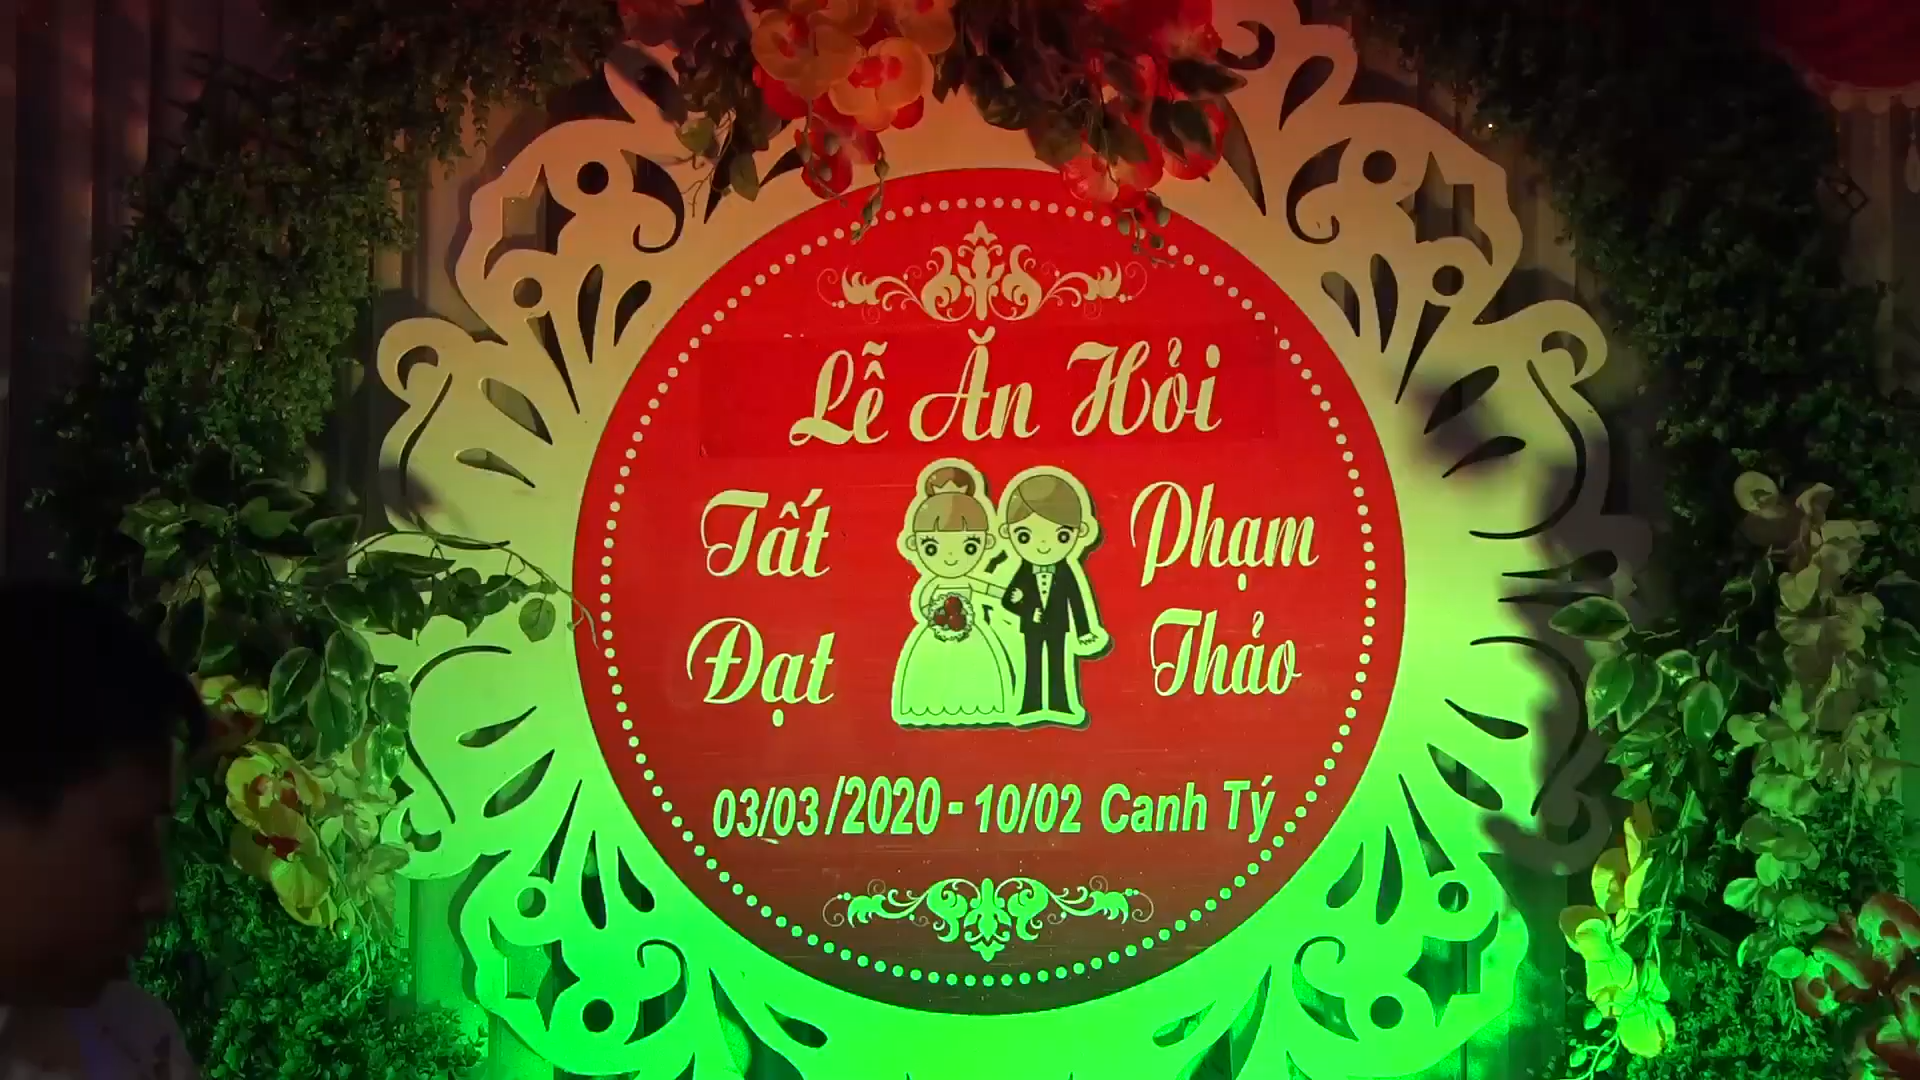 Lễ Ăn Hỏi
Tất
Đạt
Phạm
Thảo
03/03/2020 - 10/02 Canh Tý